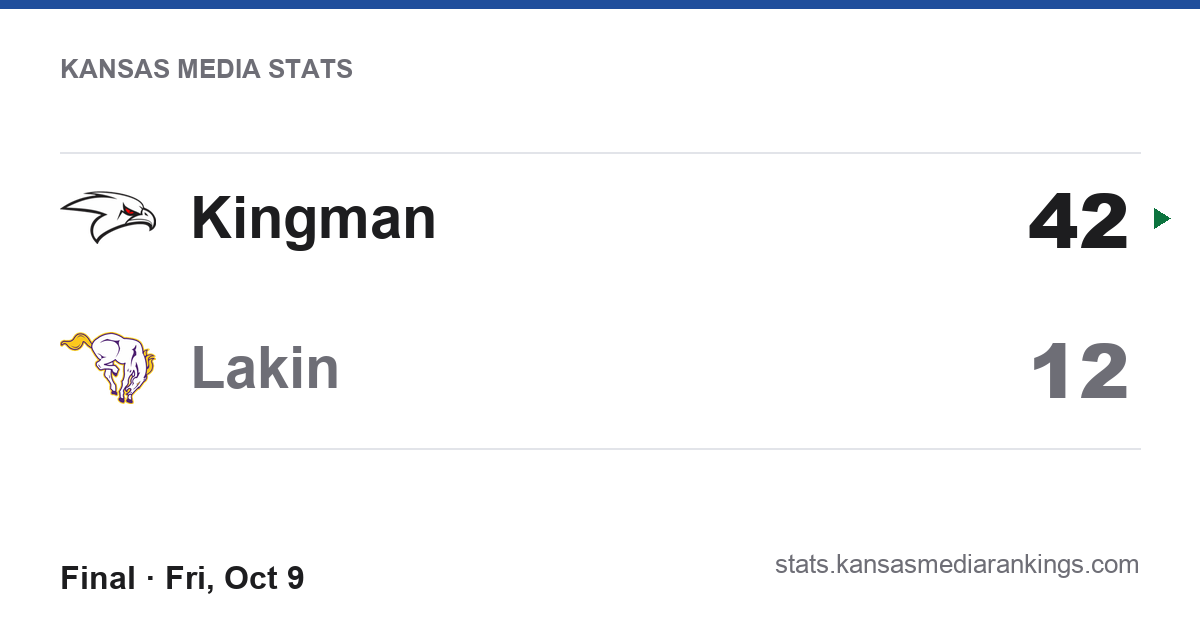 KANSAS MEDIA STATS
Kingman 42
Lakin 12
Final · Fri, Oct 9
stats.kansasmediarankings.com